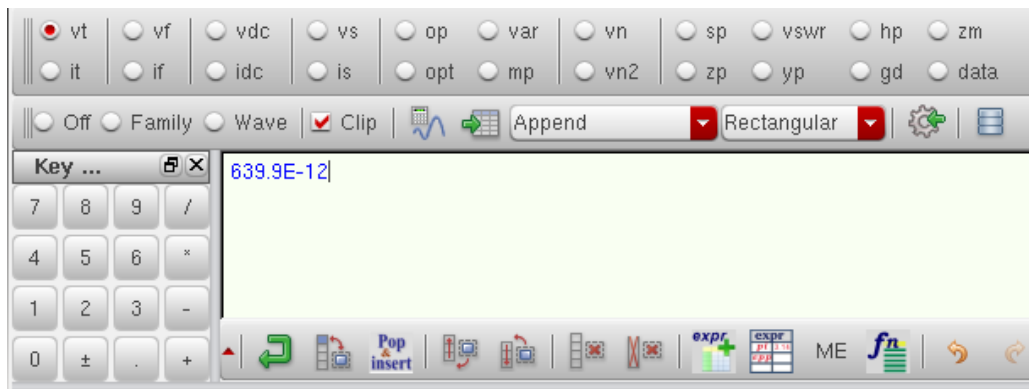 vt vf vdc vs op var vn sp vswr hp zm
it if idc is opt mp vn2 zp yp gd data
Off Family Wave Clip Append Rectangular
Key ...
639.9E-12
7 8 9 /
4 5 6 *
1 2 3 -
0 ± . +
Pop & insert expr expr ME fn